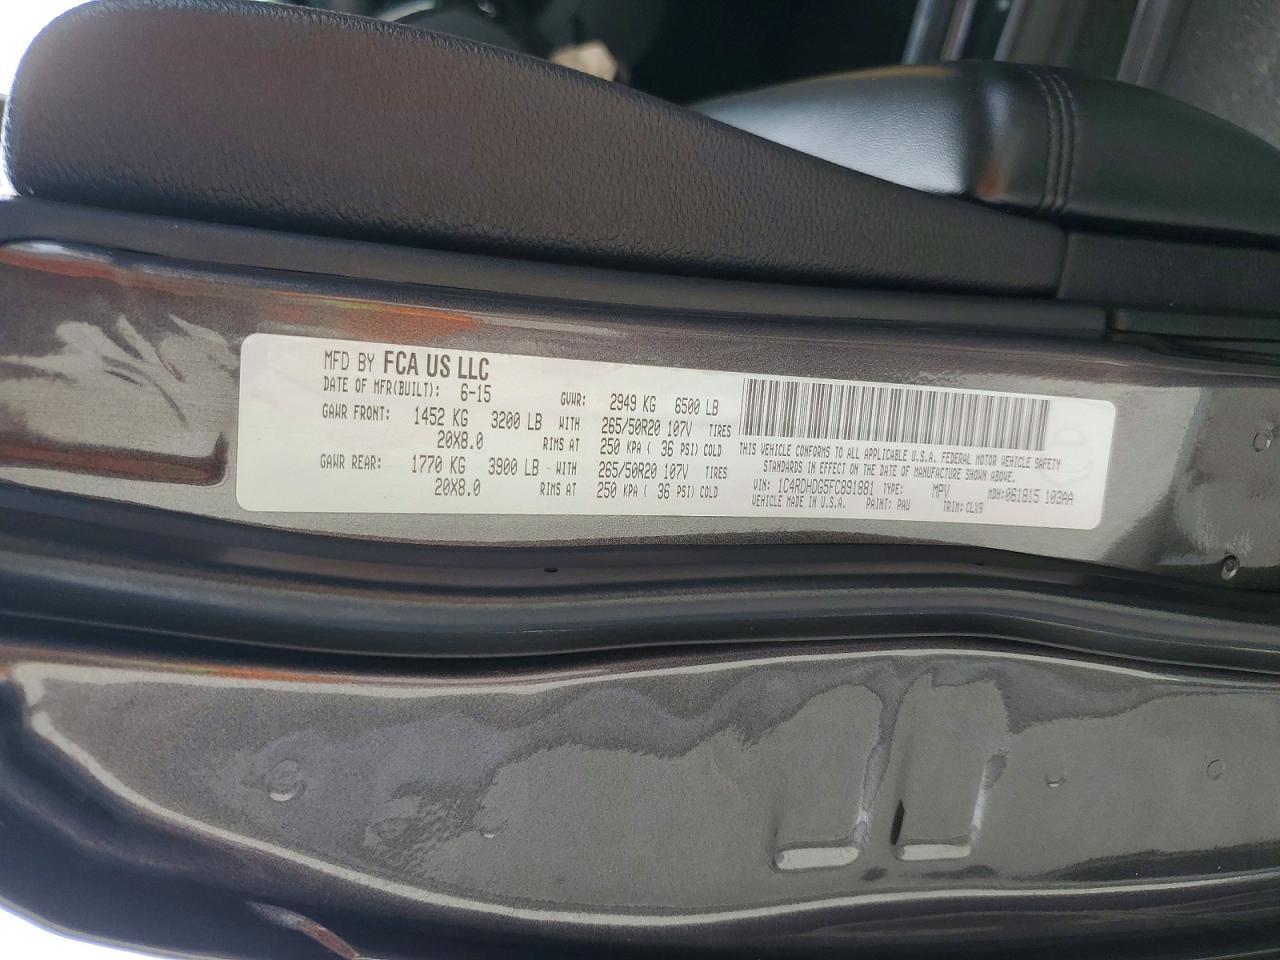 MFD BY FCA US LLC
DATE OF MFR(BUILT): 6-15 GVWR: 2949 KG 6500 LB
GAWR FRONT: 1452 KG 3200 LB WITH 265/50R20 107V TIRES
20X8.0 RIMS AT 250 KPA ( 36 PSI) COLD
GAWR REAR: 1770 KG 3900 LB -WITH 265/50R20 107V TIRES
20X8.0 RIMS AT 250 KPA ( 36 PSI) COLD
THIS VEHICLE CONFORMS TO ALL APPLICABLE U.S.A. FEDERAL MOTOR VEHICLE SAFETY
STANDARDS IN EFFECT ON THE DATE OF MANUFACTURE SHOWN ABOVE.
VIN: 1C4RDHDG5FC891881 TYPE: MPV MDH:061815 103AA
VEHICLE MADE IN U.S.A. PAINT: PAU TRIM: CLX9